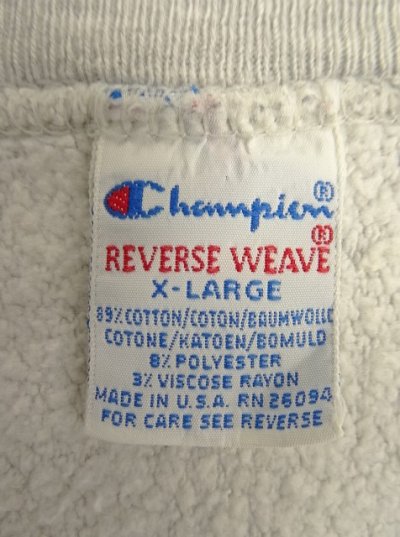 Champion®
REVERSE WEAVE®
X-LARGE
89% COTTON/COTON/BAUMWOLLE
COTONE/KATOEN/BOMULD
8% POLYESTER
3% VISCOSE RAYON
MADE IN U.S.A. RN 26094
FOR CARE SEE REVERSE